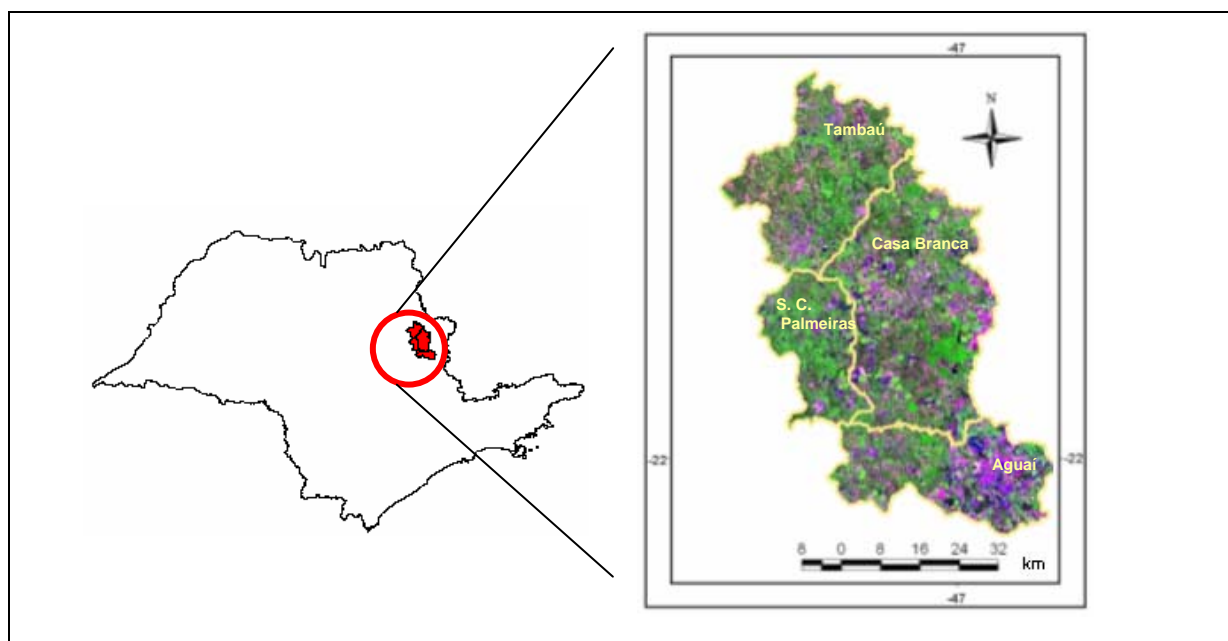 -47
N
Tambaú
Casa Branca
S. C.
Palmeiras
-22
-22
Aguaí
8 0 8 16 24 32
km
-47